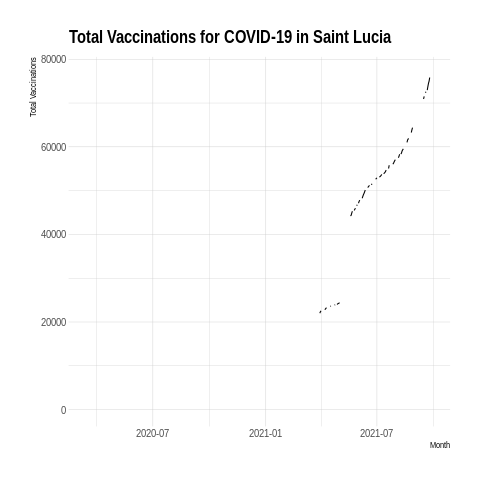 Total Vaccinations for COVID-19 in Saint Lucia
Total Vaccinations
80000
60000
40000
20000
0
2020-07
2021-01
2021-07
Month